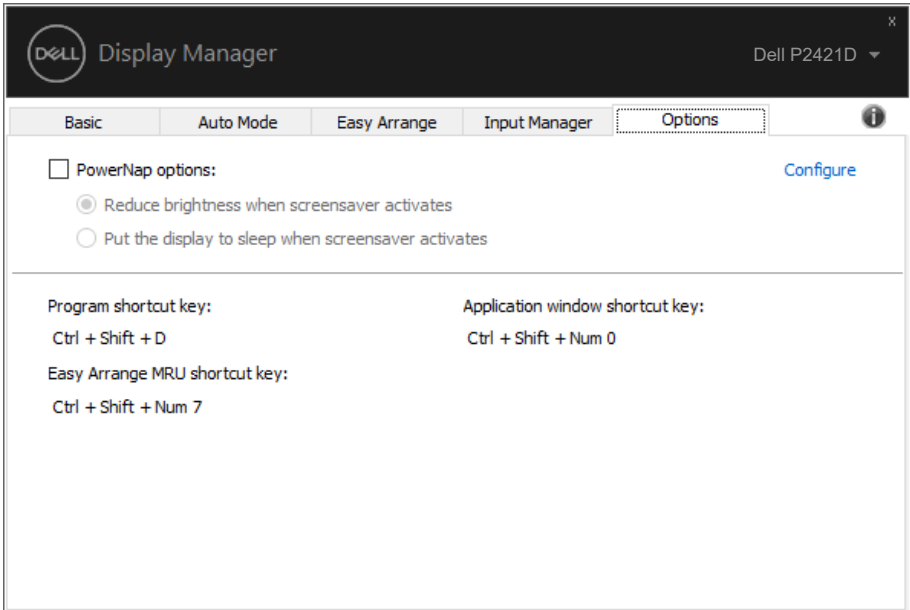 x
DELL Display Manager
Dell P2421D
Basic Auto Mode Easy Arrange Input Manager Options
PowerNap options: Configure
Reduce brightness when screensaver activates
Put the display to sleep when screensaver activates
Program shortcut key: Application window shortcut key:
Ctrl + Shift + D Ctrl + Shift + Num 0
Easy Arrange MRU shortcut key:
Ctrl + Shift + Num 7